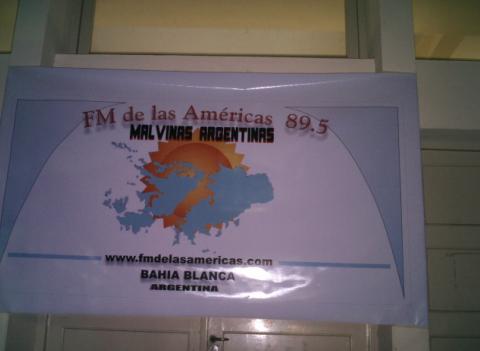 FM de las Américas 89.5
MALVINAS ARGENTINAS
www.fmdelasamericas.com
BAHIA BLANCA
ARGENTINA